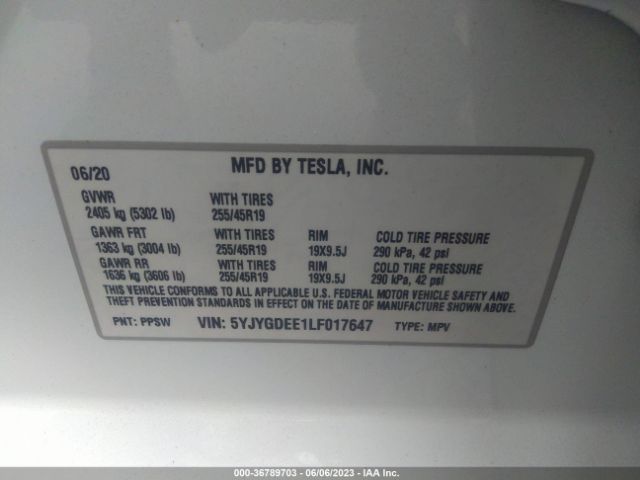 06/20 MFD BY TESLA, INC.
GVWR WITH TIRES
2405 kg (5302 lb) 255/45R19
GAWR FRT WITH TIRES RIM COLD TIRE PRESSURE
1363 kg (3004 lb) 255/45R19 19X9.5J 290 kPa, 42 psi
GAWR RR WITH TIRES RIM COLD TIRE PRESSURE
1636 kg (3606 lb) 255/45R19 19X9.5J 290 kPa, 42 psi
THIS VEHICLE CONFORMS TO ALL APPLICABLE U.S. FEDERAL MOTOR VEHICLE SAFETY AND
THEFT PREVENTION STANDARDS IN EFFECT ON THE DATE OF MANUFACTURE SHOWN ABOVE.
PNT: PPSW VIN: 5YJYGDEE1LF017647 TYPE: MPV
000-36789703 - 06/06/2023 - IAA Inc.